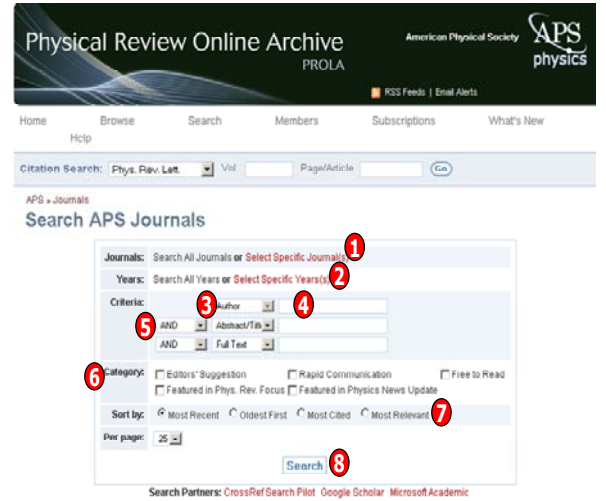 Physical Review Online Archive
PROLA
American Physical Society
APS
physics
RSS Feeds | Email Alerts
Home Browse Search Members Subscriptions What's New
Help
Citation Search: Phys. Rev. Lett. Vol Page/Article Go
APS » Journals
Search APS Journals
Journals: Search All Journals or Select Specific Journal(s) 1
Years: Search All Years or Select Specific Years(s) 2
Criteria: 3 Author 4
5 AND Abstract/Titl
AND Full Text
6 Category: Editors' Suggestion Rapid Communication Free to Read
Featured in Phys. Rev. Focus Featured in Physics News Update
Sort by: Most Recent Oldest First Most Cited Most Relevant 7
Per page: 25
Search 8
Search Partners: CrossRef Search Pilot Google Scholar Microsoft Academic